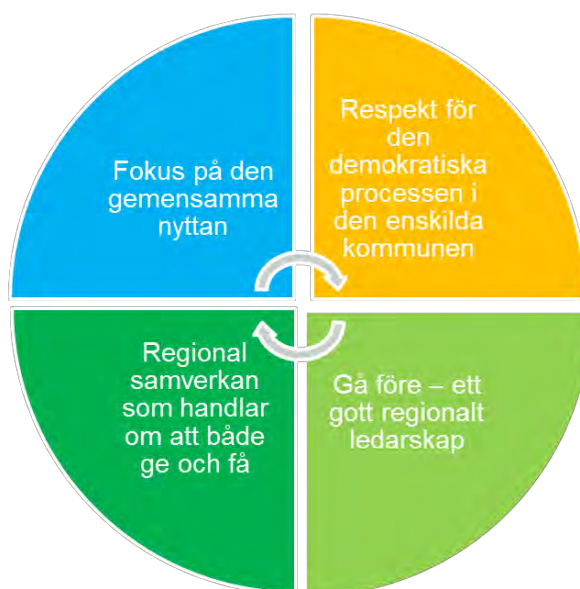 Fokus på den
gemensamma
nyttan
Respekt för
den
demokratiska
processen i
den enskilda
kommunen
Regional
samverkan
som handlar
om att både
ge och få
Gå före – ett
gott regionalt
ledarskap